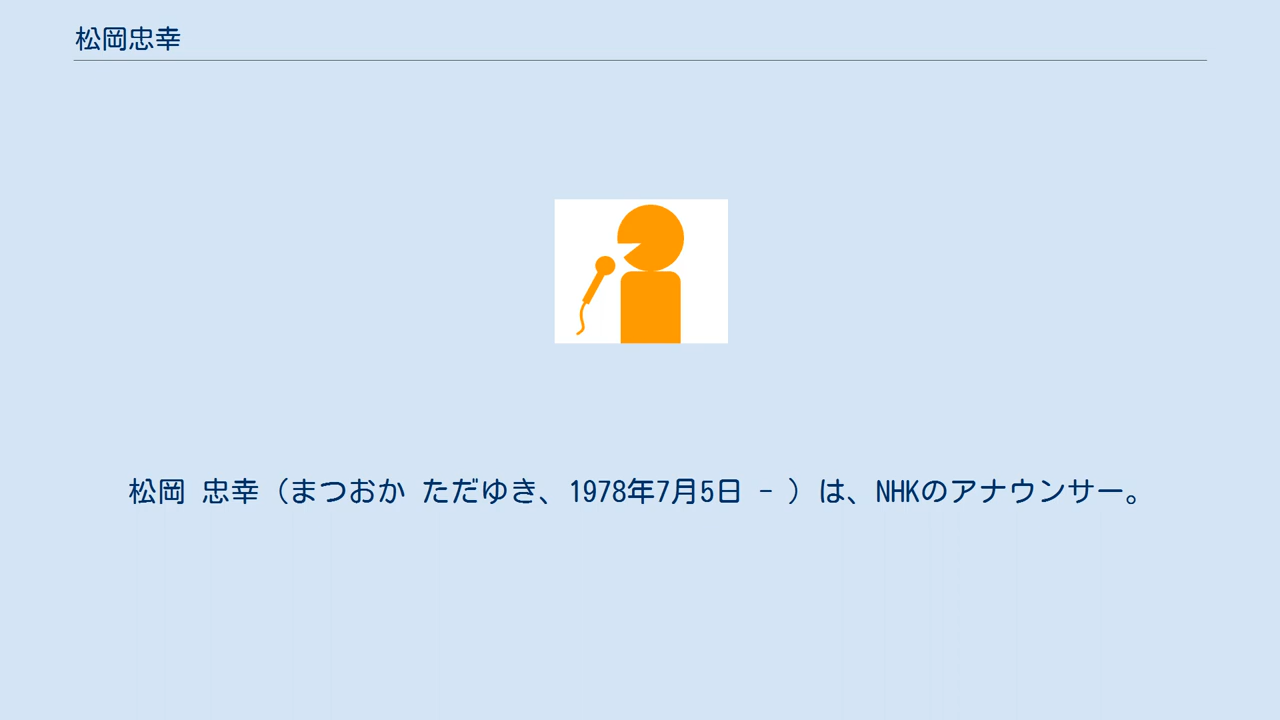 松岡忠幸
松岡 忠幸（まつおか ただゆき、1978年7月5日 - ）は、NHKのアナウンサー。